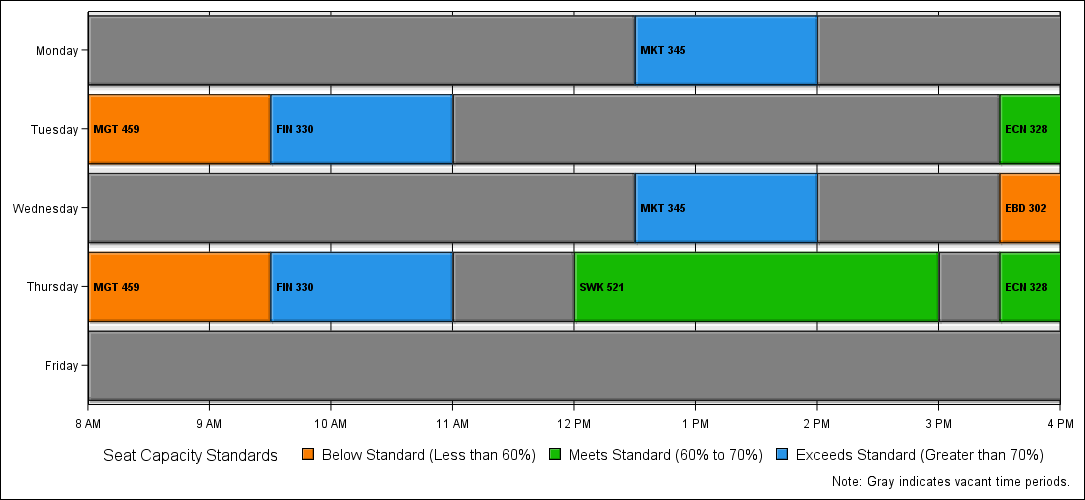 Monday
MKT 345
Tuesday
MGT 459 FIN 330 ECN 328
Wednesday
MKT 345 EBD 302
Thursday
MGT 459 FIN 330 SWK 521 ECN 328
Friday
8 AM 9 AM 10 AM 11 AM 12 PM 1 PM 2 PM 3 PM 4 PM
Seat Capacity Standards Below Standard (Less than 60%) Meets Standard (60% to 70%) Exceeds Standard (Greater than 70%)
Note: Gray indicates vacant time periods.